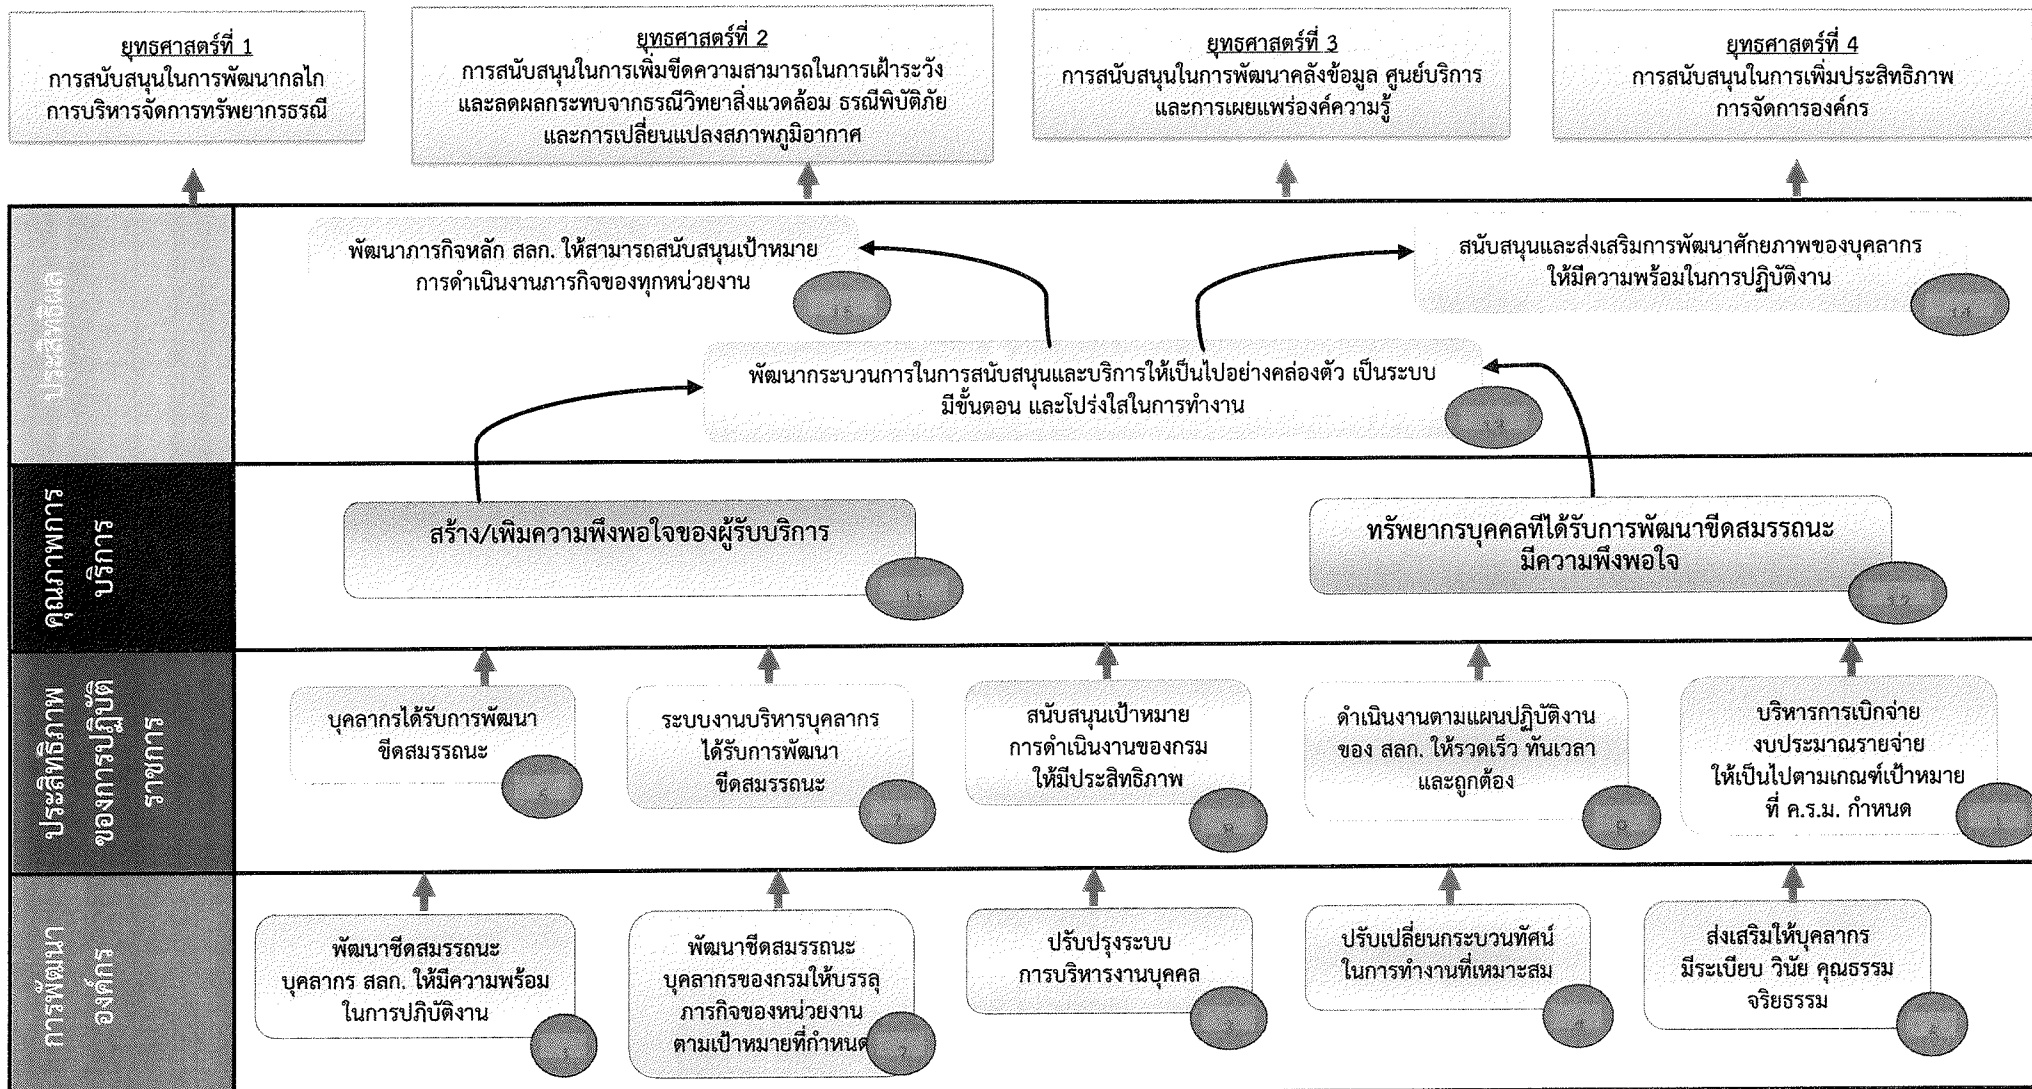 ยุทธศาสตร์ที่ 1
การสนับสนุนในการพัฒนากลไก
การบริหารจัดการทรัพยากรธรณี
ยุทธศาสตร์ที่ 2
การสนับสนุนในการเพิ่มขีดความสามารถในการเฝ้าระวัง
และลดผลกระทบจากธรณีวิทยาสิ่งแวดล้อม ธรณีพิบัติภัย
และการเปลี่ยนแปลงสภาพภูมิอากาศ
ยุทธศาสตร์ที่ 3
การสนับสนุนในการพัฒนาคลังข้อมูล ศูนย์บริการ
และการเผยแพร่องค์ความรู้
ยุทธศาสตร์ที่ 4
การสนับสนุนในการเพิ่มประสิทธิภาพ
การจัดการองค์กร
ประสิทธิผล
พัฒนาภารกิจหลัก สลก. ให้สามารถสนับสนุนเป้าหมาย
การดำเนินงานภารกิจของทุกหน่วยงาน
สนับสนุนและส่งเสริมการพัฒนาศักยภาพของบุคลากร
ให้มีความพร้อมในการปฏิบัติงาน
พัฒนากระบวนการในการสนับสนุนและบริการให้เป็นไปอย่างคล่องตัว เป็นระบบ
มีขั้นตอน และโปร่งใสในการทำงาน
คุณภาพการ
บริการ
สร้าง/เพิ่มความพึงพอใจของผู้รับบริการ
ทรัพยากรบุคคลที่ได้รับการพัฒนาขีดสมรรถนะ
มีความพึงพอใจ
ประสิทธิภาพ
ของการปฏิบัติ
ราชการ
บุคลากรได้รับการพัฒนา
ขีดสมรรถนะ
ระบบงานบริหารบุคลากร
ได้รับการพัฒนา
ขีดสมรรถนะ
7
สนับสนุนเป้าหมาย
การดำเนินงานของกรม
ให้มีประสิทธิภาพ
ดำเนินงานตามแผนปฏิบัติงาน
ของ สลก. ให้รวดเร็ว ทันเวลา
และถูกต้อง
บริหารการเบิกจ่าย
งบประมาณรายจ่าย
ให้เป็นไปตามเกณฑ์เป้าหมาย
ที่ ค.ร.ม. กำหนด
การพัฒนา
องค์กร
พัฒนาขีดสมรรถนะ
บุคลากร สลก. ให้มีความพร้อม
ในการปฏิบัติงาน
1
พัฒนาขีดสมรรถนะ
บุคลากรของกรมให้บรรลุ
ภารกิจของหน่วยงาน
ตามเป้าหมายที่กำหนด
2
ปรับปรุงระบบ
การบริหารงานบุคคล
3
ปรับเปลี่ยนกระบวนทัศน์
ในการทำงานที่เหมาะสม
4
ส่งเสริมให้บุคลากร
มีระเบียบ วินัย คุณธรรม
จริยธรรม